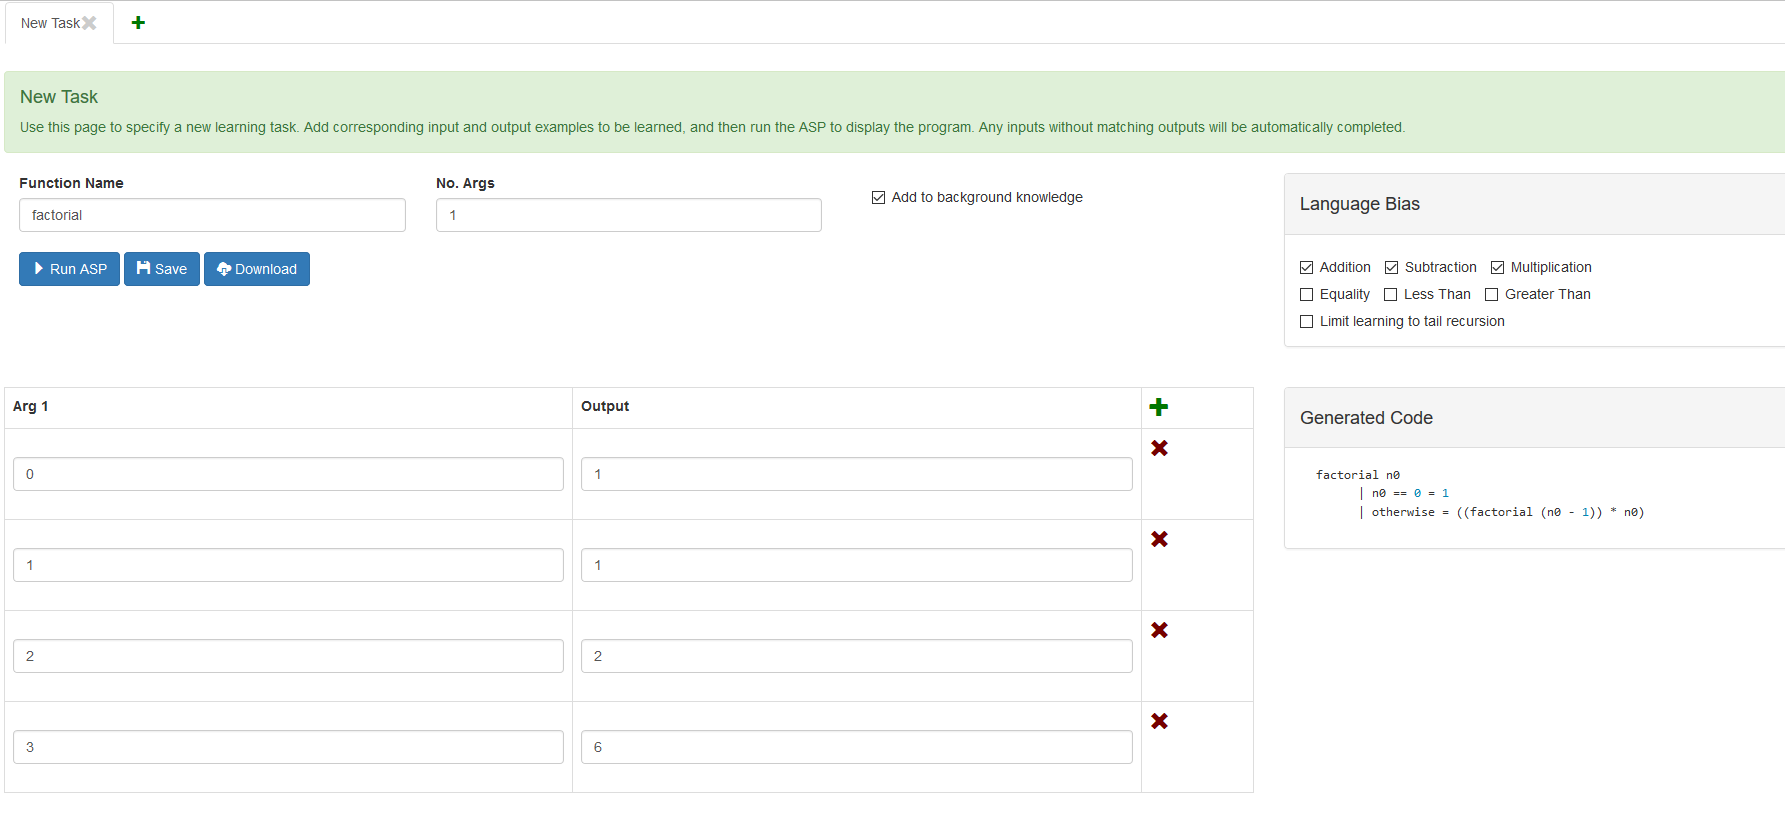 New Task
New Task
Use this page to specify a new learning task. Add corresponding input and output examples to be learned, and then run the ASP to display the program. Any inputs without matching outputs will be automatically completed.
Function Name
No. Args
factorial
1
Add to background knowledge
Run ASP
Save
Download
Language Bias
Addition Subtraction Multiplication
Equality Less Than Greater Than
Limit learning to tail recursion
Arg 1
Output
0
1
1
1
2
2
3
6
Generated Code
factorial n0
| n0 == 0 = 1
| otherwise = ((factorial (n0 - 1)) * n0)